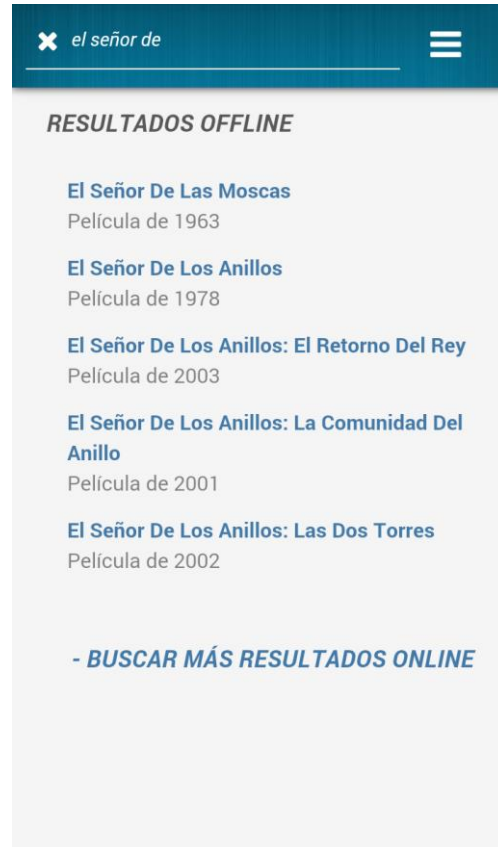 el señor de
RESULTADOS OFFLINE
El Señor De Las Moscas
Película de 1963
El Señor De Los Anillos
Película de 1978
El Señor De Los Anillos: El Retorno Del Rey
Película de 2003
El Señor De Los Anillos: La Comunidad Del
Anillo
Película de 2001
El Señor De Los Anillos: Las Dos Torres
Película de 2002
- BUSCAR MÁS RESULTADOS ONLINE